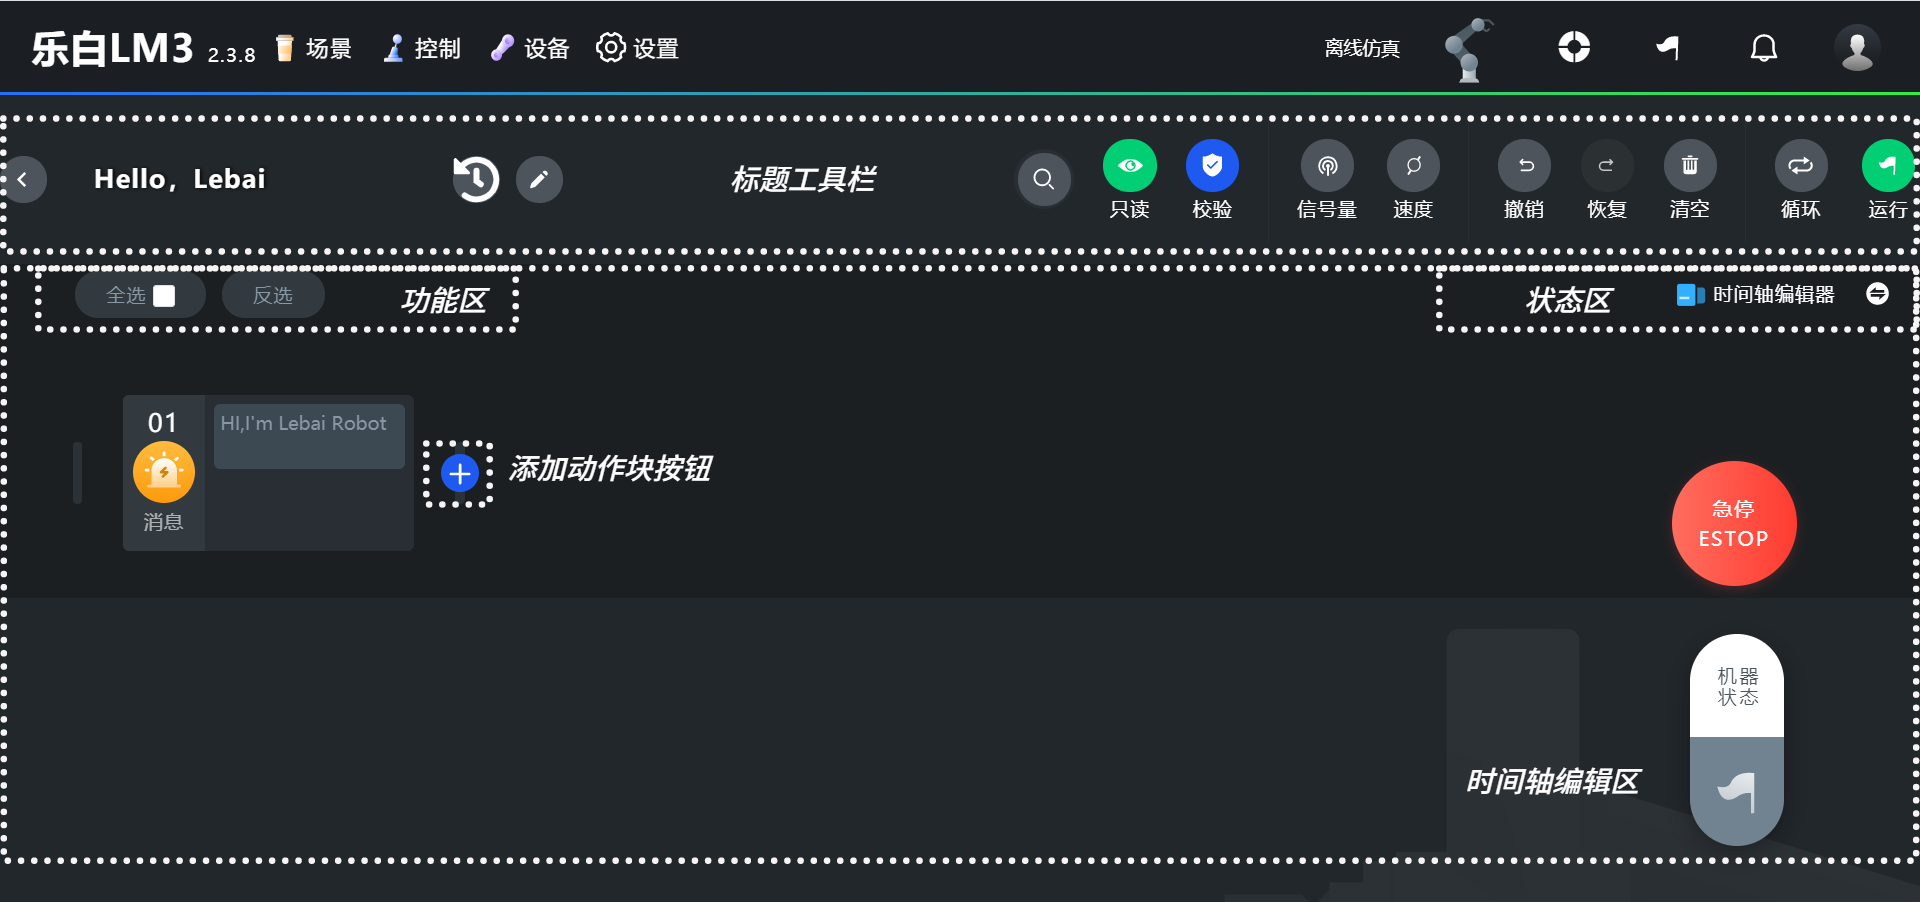 乐白LM3 2.3.8 场景 控制 设备 设置 离线仿真
Hello，Lebai 标题工具栏
只读 校验 信号量 速度 撤销 恢复 清空 循环 运行
全选 反选 功能区 状态区 时间轴编辑器
01
HI,I'm Lebai Robot
消息
添加动作块按钮
急停
ESTOP
机器
状态
时间轴编辑区